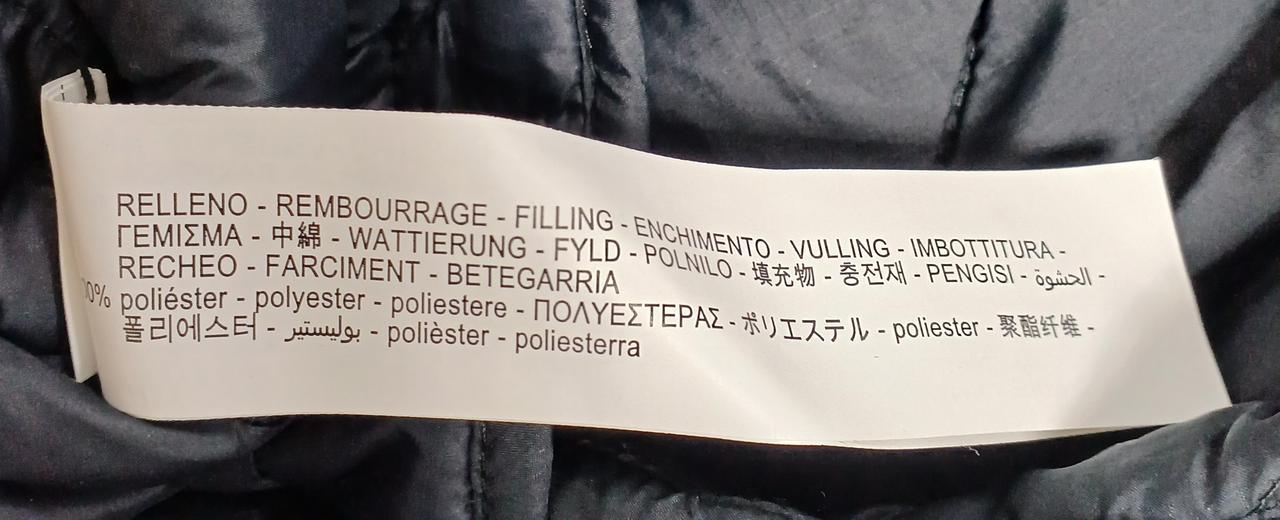 RELLENO - REMBOURRAGE - FILLING - ENCHIMENTO - VULLING - IMBOTTITURA -
ΓΕΜΙΣΜΑ - 中綿 - WATTIERUNG - FYLD - POLNILO - 填充物 - 충전재 - PENGISI - الحشوة -
RECHEO - FARCIMENT - BETEGARRIA
0% poliéster - polyester - poliestere - ΠΟΛΥΕΣΤΕΡΑΣ - ポリエステル - poliester - 聚酯纤维 -
폴리에스터 - بوليستير - polièster - poliesterra